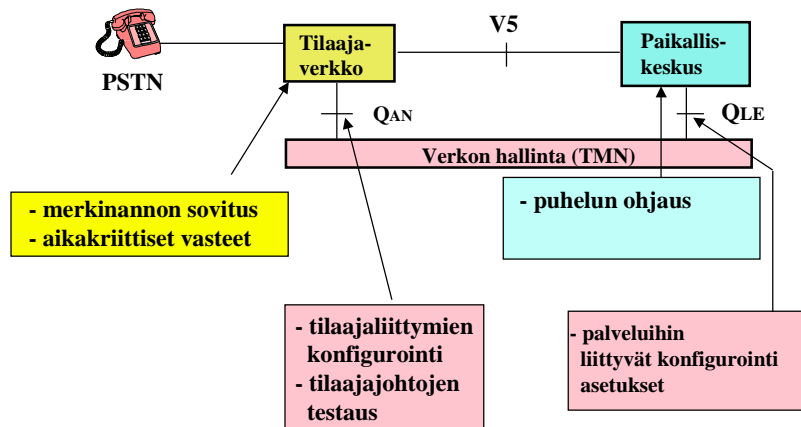 V5
Tilaaja-
verkko
Paikallis-
keskus
PSTN
QAN
QLE
Verkon hallinta (TMN)
- merkinannon sovitus
- aikakriittiset vasteet
- puhelun ohjaus
- tilaajaliittymien
konfigurointi
- tilaajajohtojen
testaus
- palveluihin
liittyvät konfigurointi
asetukset